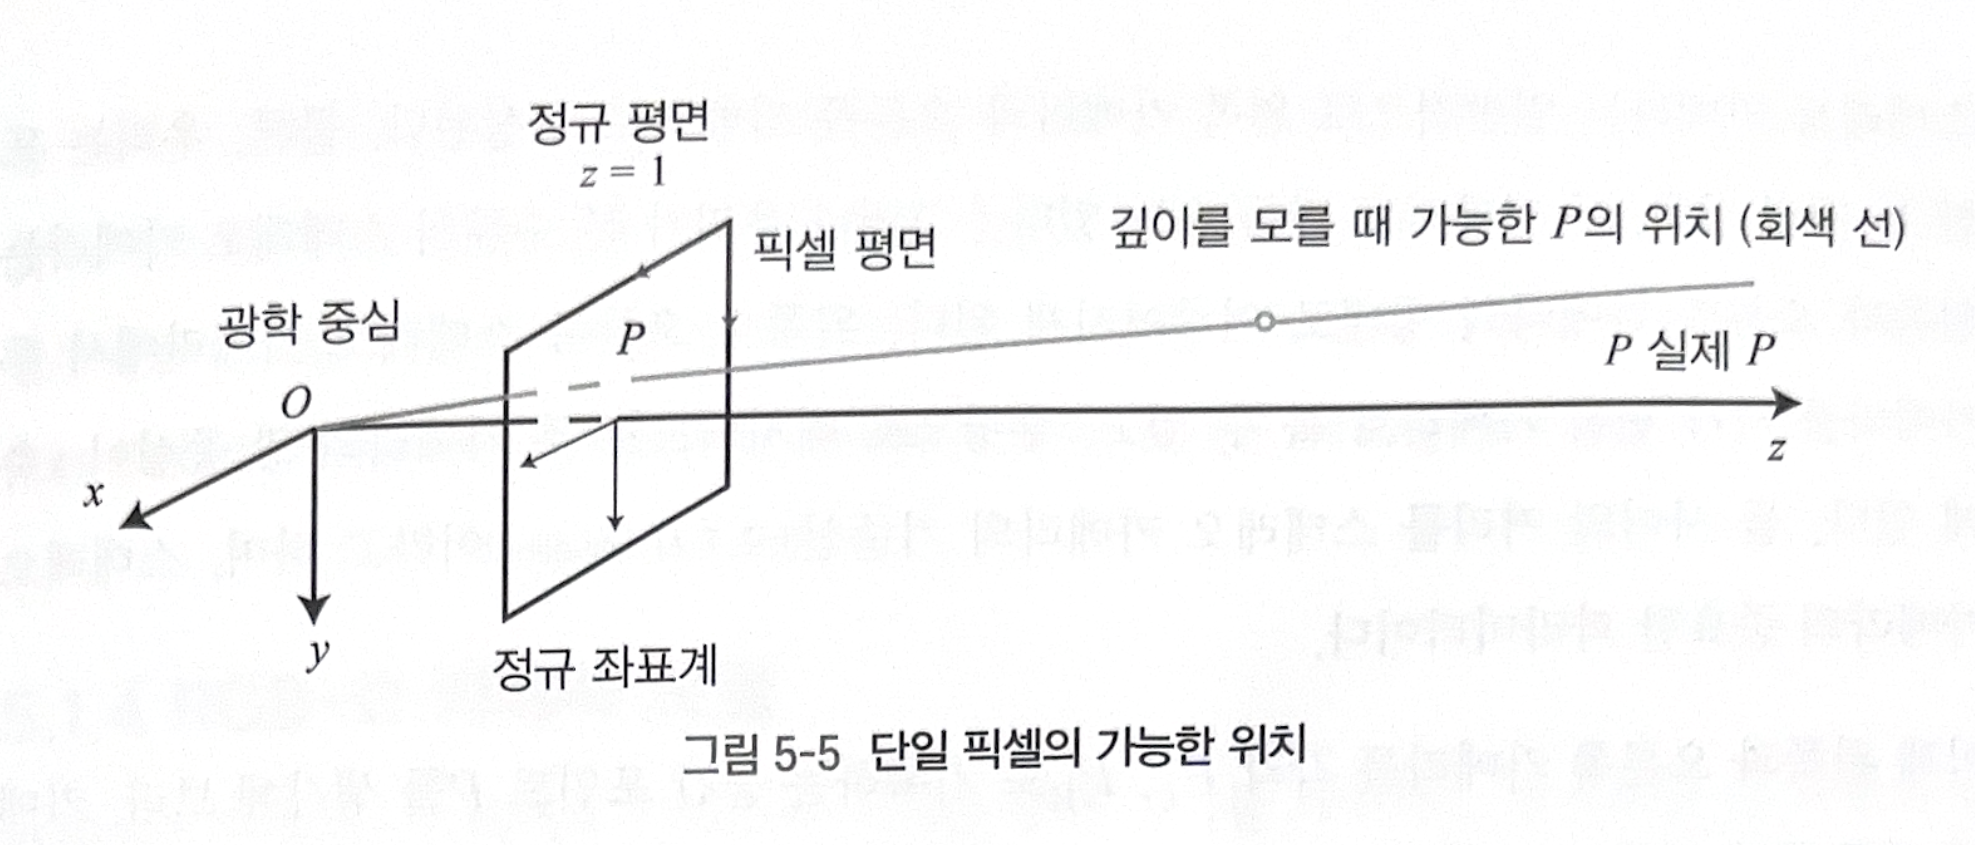 정규 평면
z = 1
픽셀 평면
깊이를 모를 때 가능한 P의 위치 (회색 선)
광학 중심
P
P 실제 P
O
z
x
y
정규 좌표계
그림 5-5 단일 픽셀의 가능한 위치